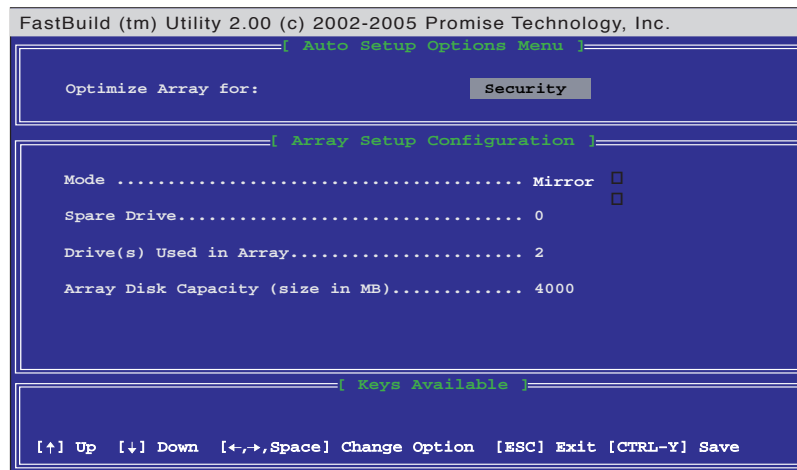 FastBuild (tm) Utility 2.00 (c) 2002-2005 Promise Technology, Inc.
[ Auto Setup Options Menu ]
Optimize Array for: Security
[ Array Setup Configuration ]
Mode ........................................ Mirror
Spare Drive.................................. 0
Drive(s) Used in Array....................... 2
Array Disk Capacity (size in MB)............. 4000
[ Keys Available ]
[↑] Up [↓] Down [←,→,Space] Change Option [ESC] Exit [CTRL-Y] Save